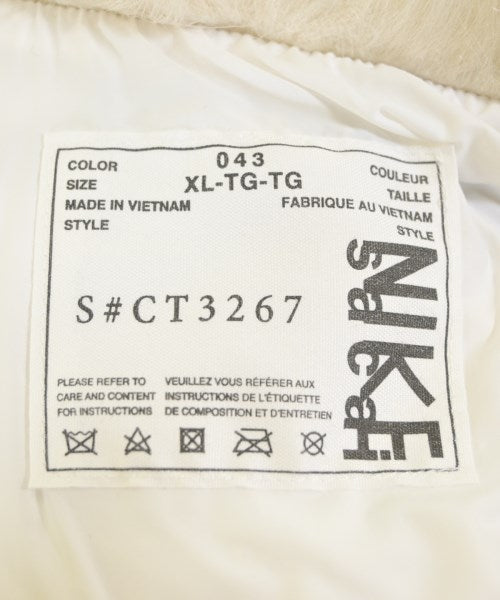 COLOR 043 COULEUR
SIZE XL-TG-TG TAILLE
MADE IN VIETNAM FABRIQUE AU VIETNAM
STYLE STYLE
S#CT3267
NIKE
sacai
PLEASE REFER TO
CARE AND CONTENT
FOR INSTRUCTIONS
VEUILLEZ VOUS RÉFÉRER AUX
INSTRUCTIONS DE L'ÉTIQUETTE
DE COMPOSITION ET D'ENTRETIEN